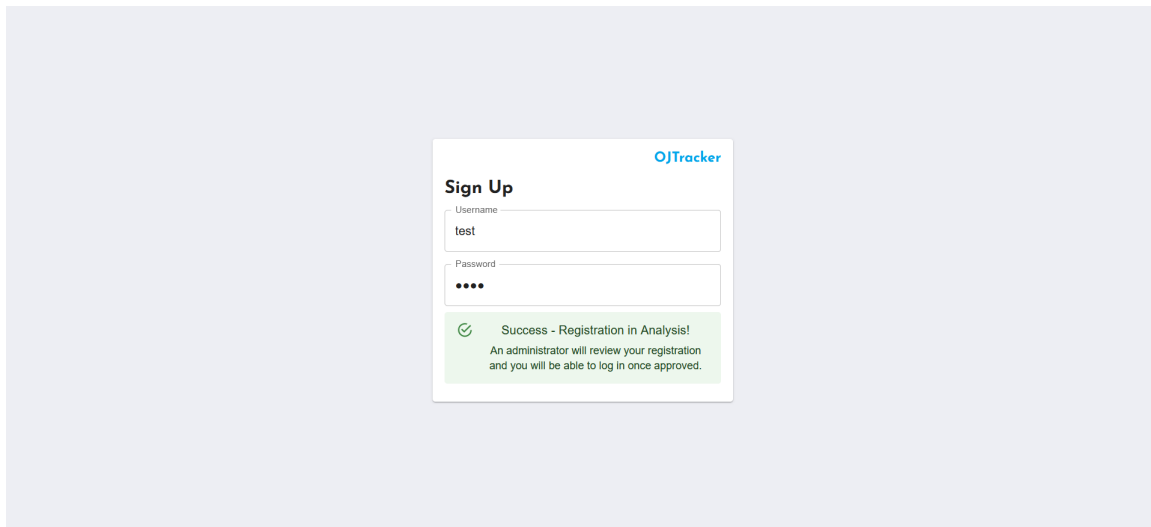 OJTracker
Sign Up
Username
test
Password
••••
Success - Registration in Analysis!
An administrator will review your registration
and you will be able to log in once approved.